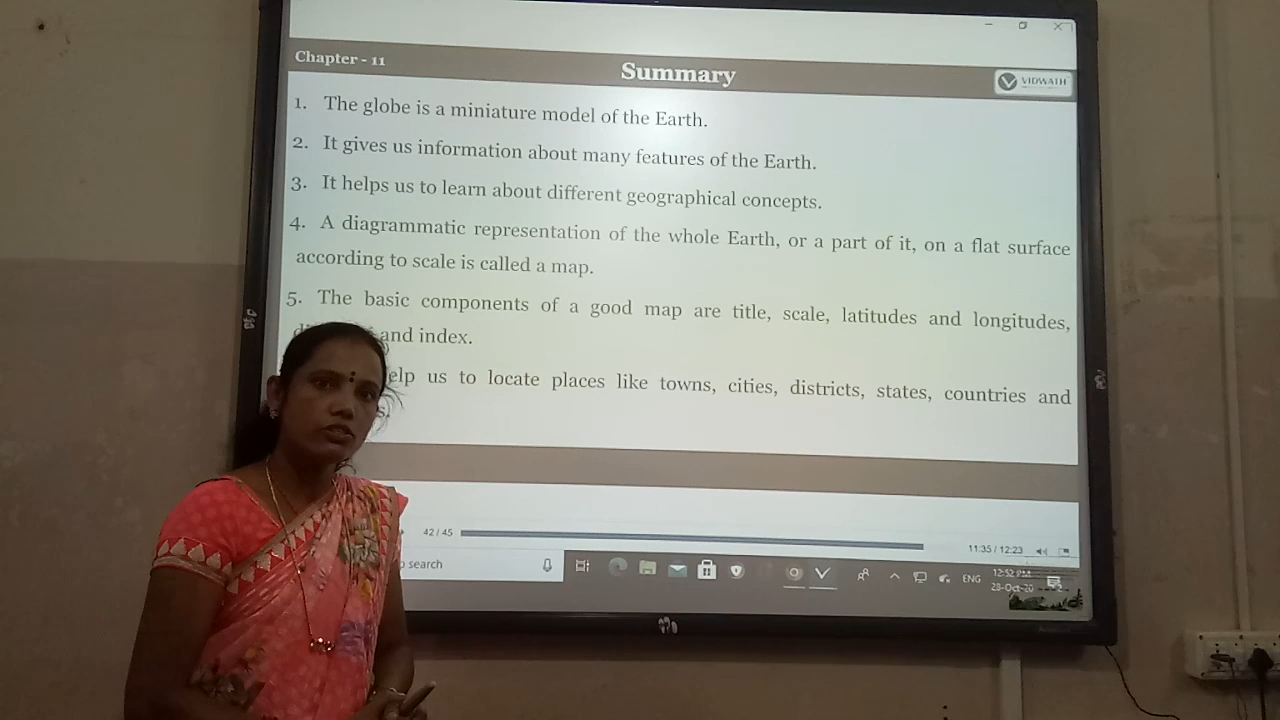 Chapter - 11
Summary
VIDWATH
1. The globe is a miniature model of the Earth.
2. It gives us information about many features of the Earth.
3. It helps us to learn about different geographical concepts.
4. A diagrammatic representation of the whole Earth, or a part of it, on a flat surface
according to scale is called a map.
5. The basic components of a good map are title, scale, latitudes and longitudes,
and index.
elp us to locate places like towns, cities, districts, states, countries and
s.
42 / 45
11:35 / 12:23
search
ENG
12:52 PM